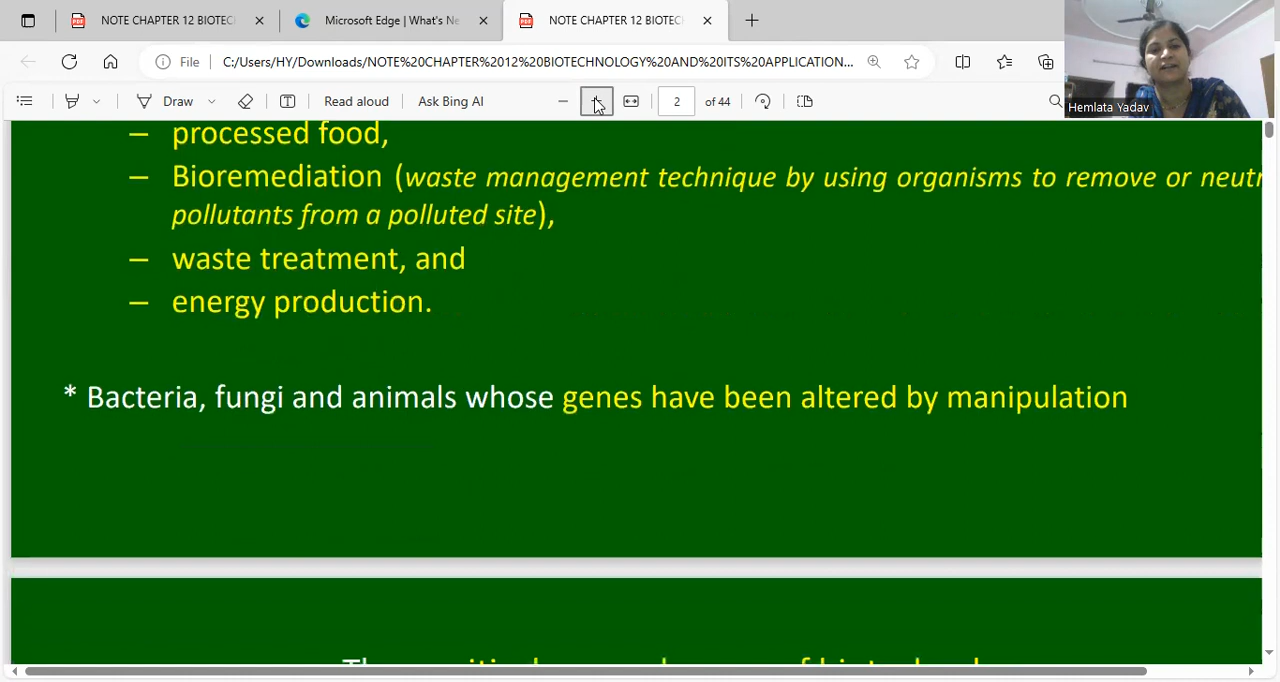 NOTE CHAPTER 12 BIOTECH
Microsoft Edge | What's Ne
NOTE CHAPTER 12 BIOTECH
File
C:/Users/HY/Downloads/NOTE%20CHAPTER%2012%20BIOTECHNOLOGY%20AND%20ITS%20APPLICATION...
Draw
Read aloud
Ask Bing AI
2
of 44
Hemlata Yadav
– processed food,
– Bioremediation (waste management technique by using organisms to remove or neutr
pollutants from a polluted site),
– waste treatment, and
– energy production.
* Bacteria, fungi and animals whose genes have been altered by manipulation